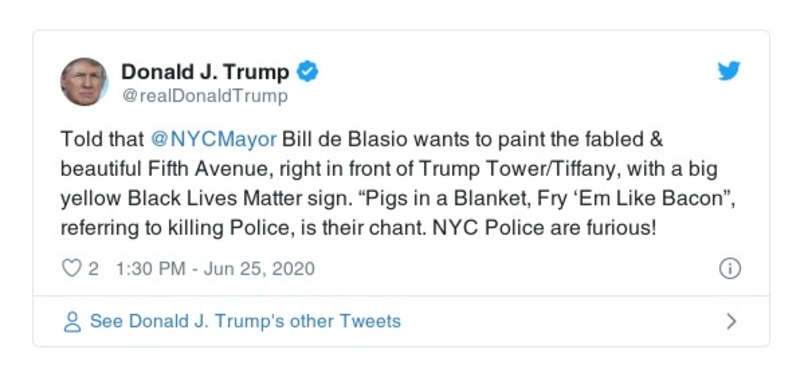 Donald J. Trump
@realDonaldTrump
Told that @NYCMayor Bill de Blasio wants to paint the fabled &
beautiful Fifth Avenue, right in front of Trump Tower/Tiffany, with a big
yellow Black Lives Matter sign. “Pigs in a Blanket, Fry ‘Em Like Bacon”,
referring to killing Police, is their chant. NYC Police are furious!
2 1:30 PM - Jun 25, 2020
See Donald J. Trump's other Tweets